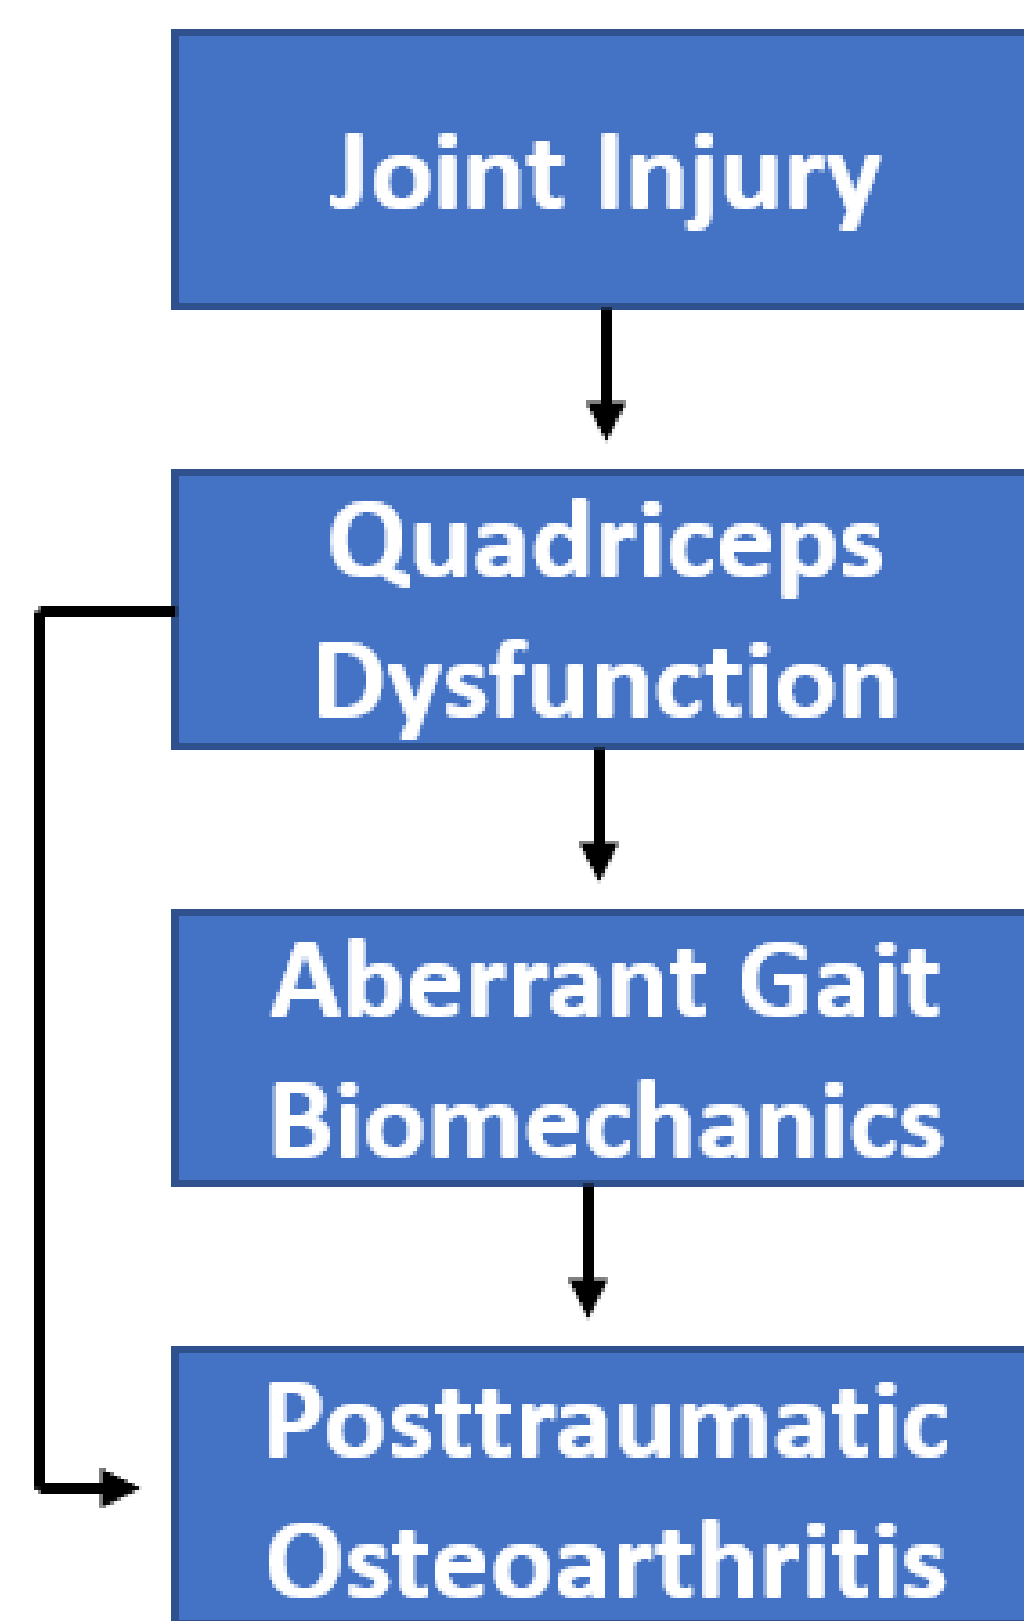 Joint Injury
Quadriceps
Dysfunction
Aberrant Gait
Biomechanics
Posttraumatic
Osteoarthritis